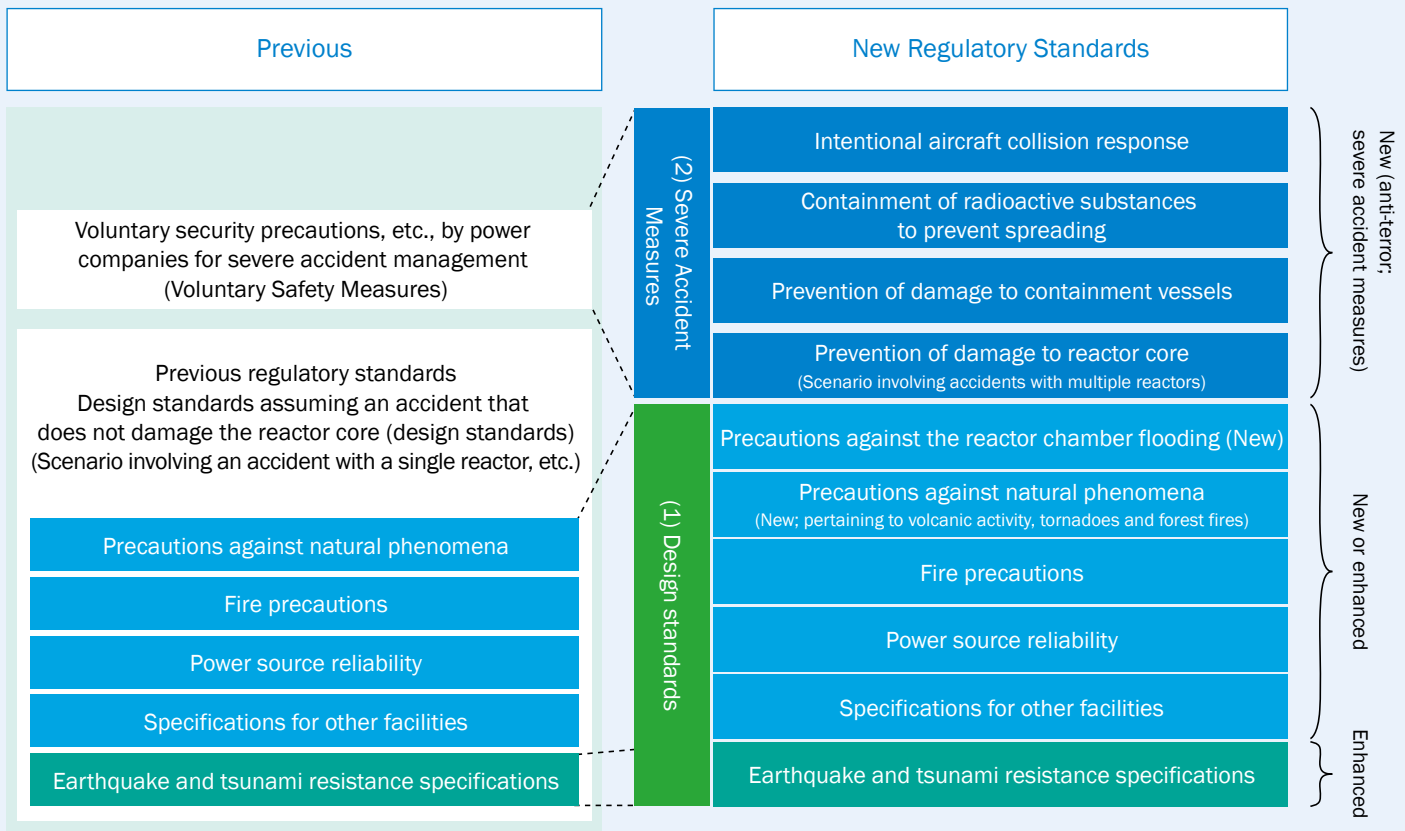 Previous
New Regulatory Standards
Voluntary security precautions, etc., by power
companies for severe accident management
(Voluntary Safety Measures)
Previous regulatory standards
Design standards assuming an accident that
does not damage the reactor core (design standards)
(Scenario involving an accident with a single reactor, etc.)
Precautions against natural phenomena
Fire precautions
Power source reliability
Specifications for other facilities
Earthquake and tsunami resistance specifications
(2) Severe Accident
Measures
(1) Design standards
Intentional aircraft collision response
Containment of radioactive substances
to prevent spreading
Prevention of damage to containment vessels
Prevention of damage to reactor core
(Scenario involving accidents with multiple reactors)
Precautions against the reactor chamber flooding (New)
Precautions against natural phenomena
(New; pertaining to volcanic activity, tornadoes and forest fires)
Fire precautions
Power source reliability
Specifications for other facilities
Earthquake and tsunami resistance specifications
New (anti-terror;
severe accident measures)
New or enhanced
Enhanced